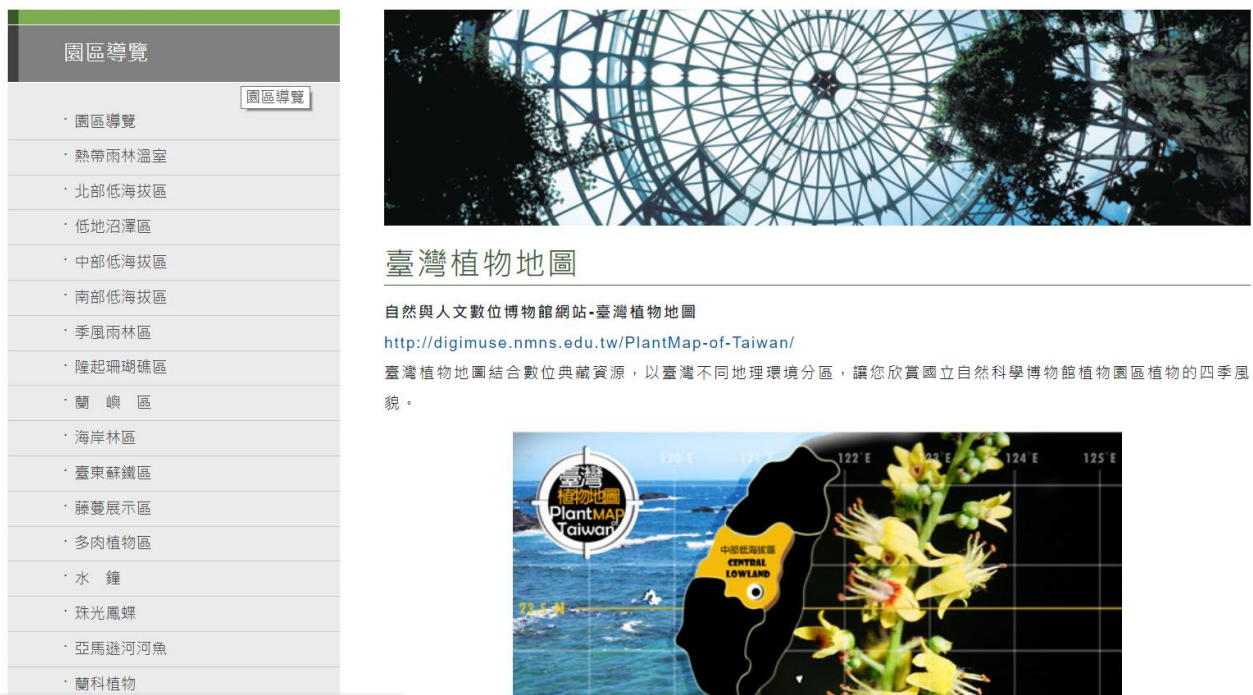 園區導覽
園區導覽
· 園區導覽
· 熱帶雨林溫室
· 北部低海拔區
· 低地沼澤區
· 中部低海拔區
· 南部低海拔區
· 季風雨林區
· 隆起珊瑚礁區
· 蘭 嶼 區
· 海岸林區
· 臺東蘇鐵區
· 藤蔓展示區
· 多肉植物區
· 水 鐘
· 珠光鳳蝶
· 亞馬遜河河魚
· 蘭科植物
臺灣植物地圖
自然與人文數位博物館網站-臺灣植物地圖
http://digimuse.nmns.edu.tw/PlantMap-of-Taiwan/
臺灣植物地圖結合數位典藏資源，以臺灣不同地理環境分區，讓您欣賞國立自然科學博物館植物園區植物的四季風
貌。
120°E 121°E 122°E 123°E 124°E 125°E
臺灣
植物地圖
PlantMAP
of
Taiwan
中部低海拔區
CENTRAL
LOWLAND
23.5°N